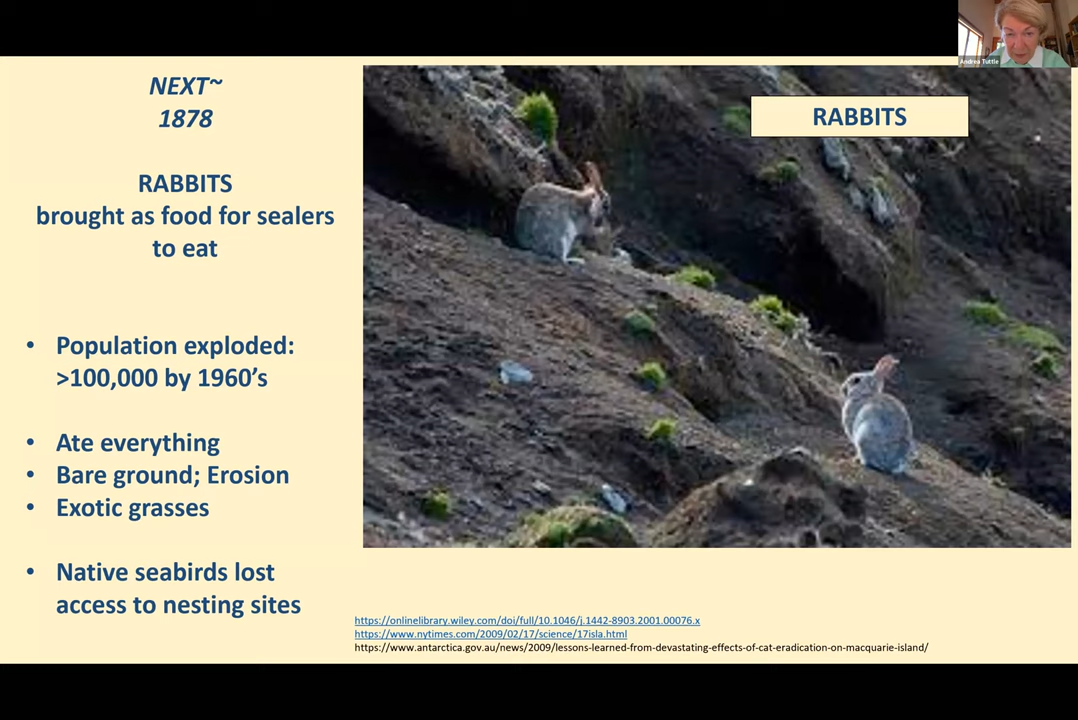 NEXT~
1878
RABBITS
brought as food for sealers
to eat
• Population exploded:
>100,000 by 1960's
• Ate everything
• Bare ground; Erosion
• Exotic grasses
• Native seabirds lost
access to nesting sites
RABBITS
https://onlinelibrary.wiley.com/doi/full/10.1046/j.1442-8903.2001.00076.x
https://www.nytimes.com/2009/02/17/science/17isla.html
https://www.antarctica.gov.au/news/2009/lessons-learned-from-devastating-effects-of-cat-eradication-on-macquarie-island/
Andrea Tuttle